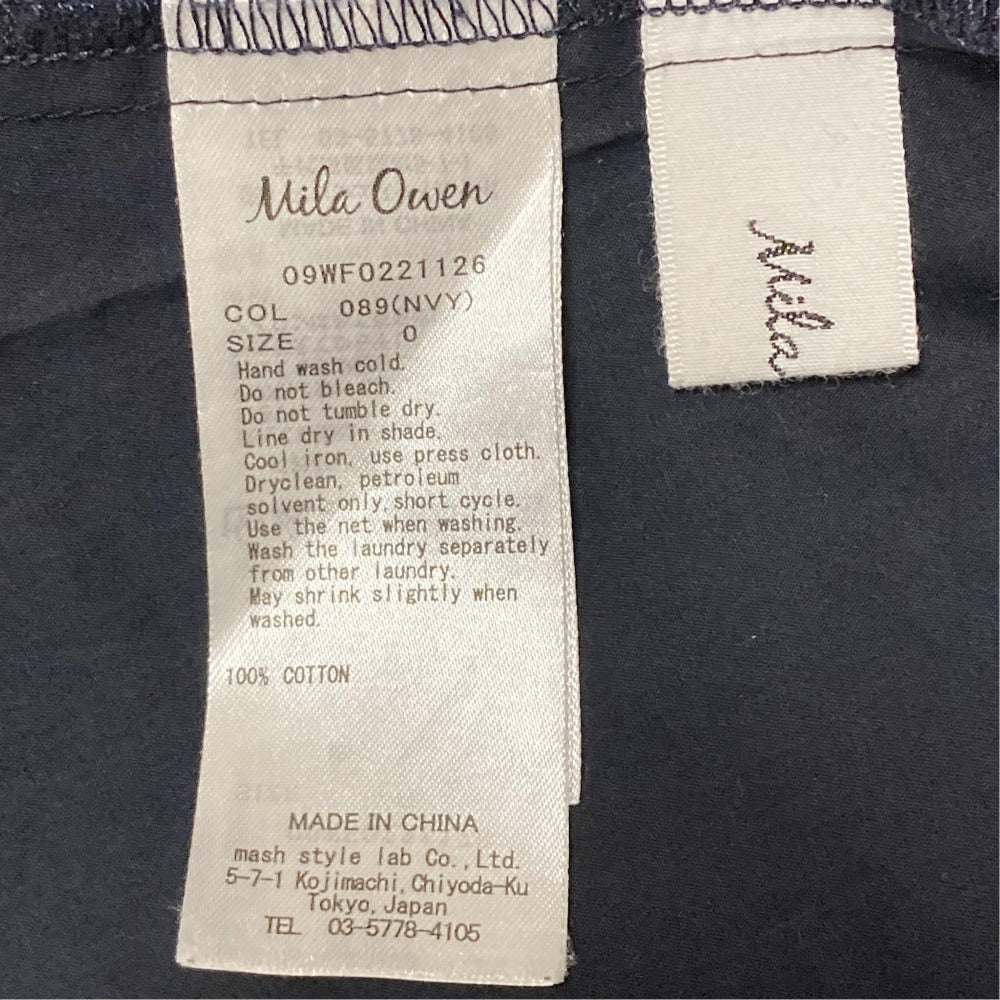 Mila Owen
09WF0221126
COL 089(NVY)
SIZE 0
Hand wash cold.
Do not bleach.
Do not tumble dry.
Line dry in shade.
Cool iron, use press cloth.
Dryclean, petroleum
solvent only, short cycle.
Use the net when washing.
Wash the laundry separately
from other laundry.
May shrink slightly when
washed.
100% COTTON
MADE IN CHINA
mash style lab Co.,Ltd.
5-7-1 Kojimachi, Chiyoda-Ku
Tokyo, Japan
TEL 03-5778-4105
Mila